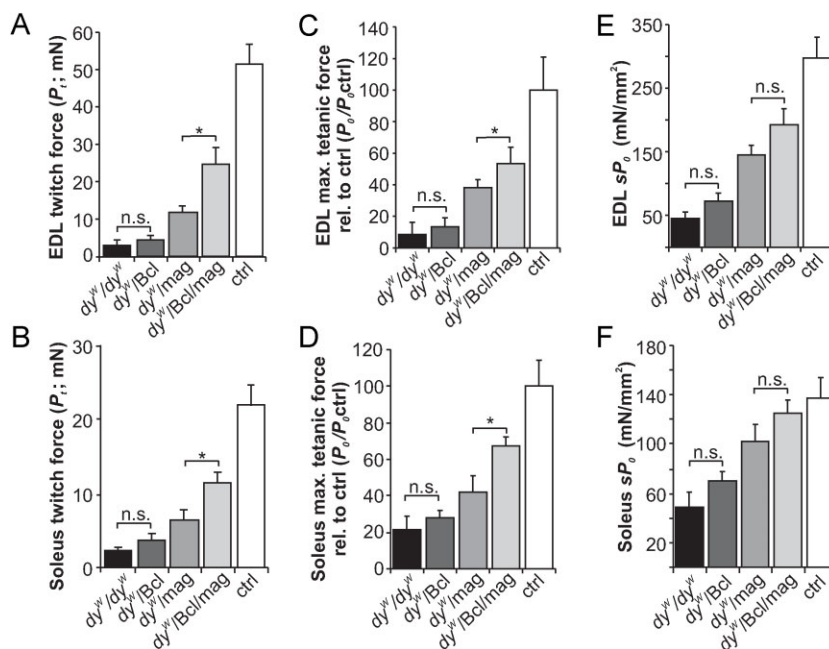 A
EDL twitch force (Pt; mN)
60
50
40
30
20
10
0
n.s.
*
dyW/dyW
dyW/Bcl
dyW/mag
dyW/Bcl/mag
ctrl
C
EDL max. tetanic force
rel. to ctrl (P0/P0ctrl)
140
120
100
80
60
40
20
0
n.s.
*
dyW/dyW
dyW/Bcl
dyW/mag
dyW/Bcl/mag
ctrl
E
EDL sP0 (mN/mm²)
350
250
150
50
n.s.
n.s.
dyW/dyW
dyW/Bcl
dyW/mag
dyW/Bcl/mag
ctrl
B
Soleus twitch force (Pt; mN)
30
20
10
0
n.s.
*
dyW/dyW
dyW/Bcl
dyW/mag
dyW/Bcl/mag
ctrl
D
Soleus max. tetanic force
rel. to ctrl (P0/P0ctrl)
120
100
80
60
40
20
0
n.s.
*
dyW/dyW
dyW/Bcl
dyW/mag
dyW/Bcl/mag
ctrl
F
Soleus sP0 (mN/mm²)
180
140
100
60
20
n.s.
n.s.
dyW/dyW
dyW/Bcl
dyW/mag
dyW/Bcl/mag
ctrl